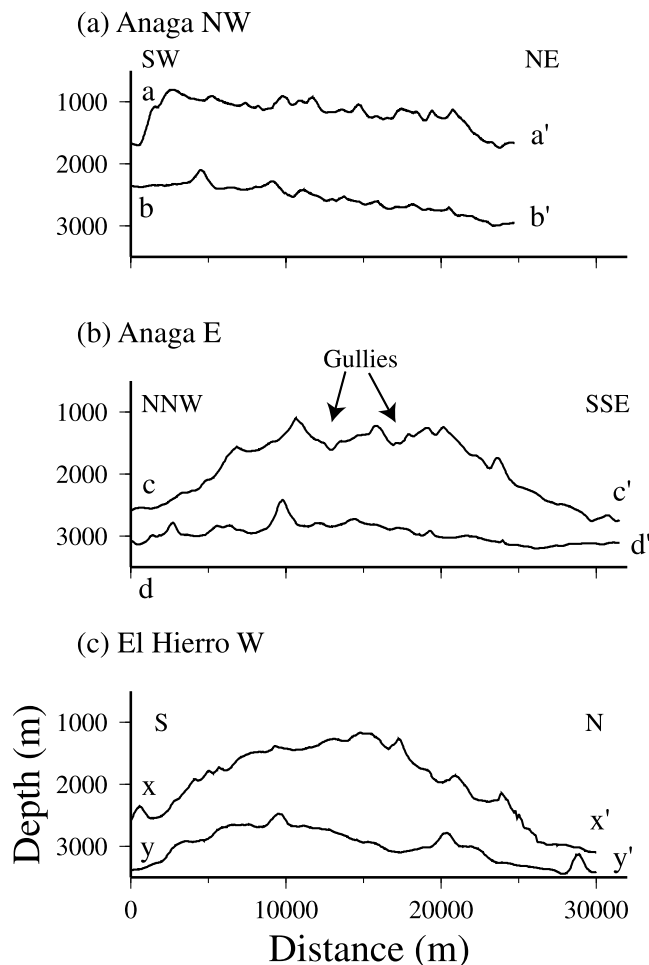 (a) Anaga NW
SW NE
a
1000
a'
2000
b b'
3000
(b) Anaga E
Gullies
NNW SSE
1000
2000
c c'
3000
d'
d
(c) El Hierro W
S N
1000
2000
x x'
3000
y y'
Depth (m)
0 10000 20000 30000
Distance (m)